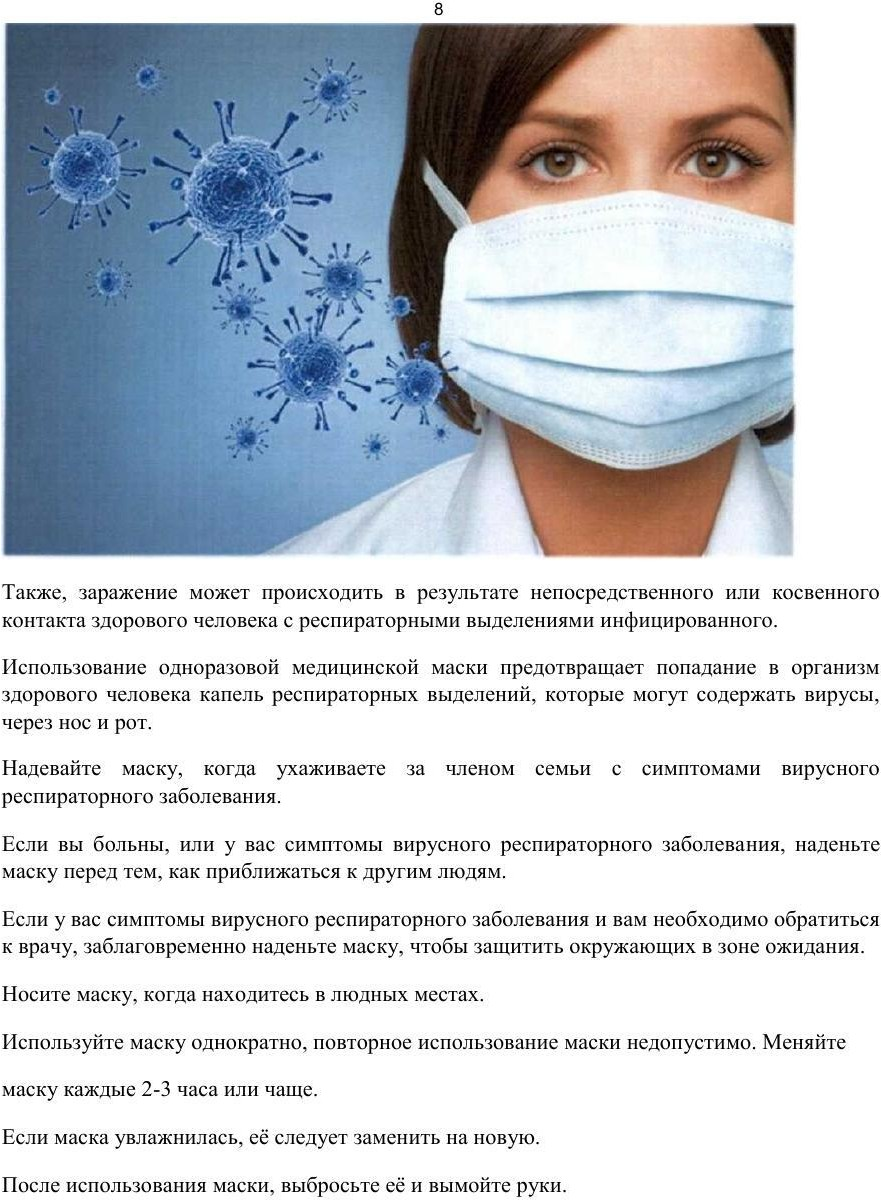 8
Также, заражение может происходить в результате непосредственного или косвенного
контакта здорового человека с респираторными выделениями инфицированного.
Использование одноразовой медицинской маски предотвращает попадание в организм
здорового человека капель респираторных выделений, которые могут содержать вирусы,
через нос и рот.
Надевайте маску, когда ухаживаете за членом семьи с симптомами вирусного
респираторного заболевания.
Если вы больны, или у вас симптомы вирусного респираторного заболевания, наденьте
маску перед тем, как приближаться к другим людям.
Если у вас симптомы вирусного респираторного заболевания и вам необходимо обратиться
к врачу, заблаговременно наденьте маску, чтобы защитить окружающих в зоне ожидания.
Носите маску, когда находитесь в людных местах.
Используйте маску однократно, повторное использование маски недопустимо. Меняйте
маску каждые 2-3 часа или чаще.
Если маска увлажнилась, её следует заменить на новую.
После использования маски, выбросьте её и вымойте руки.